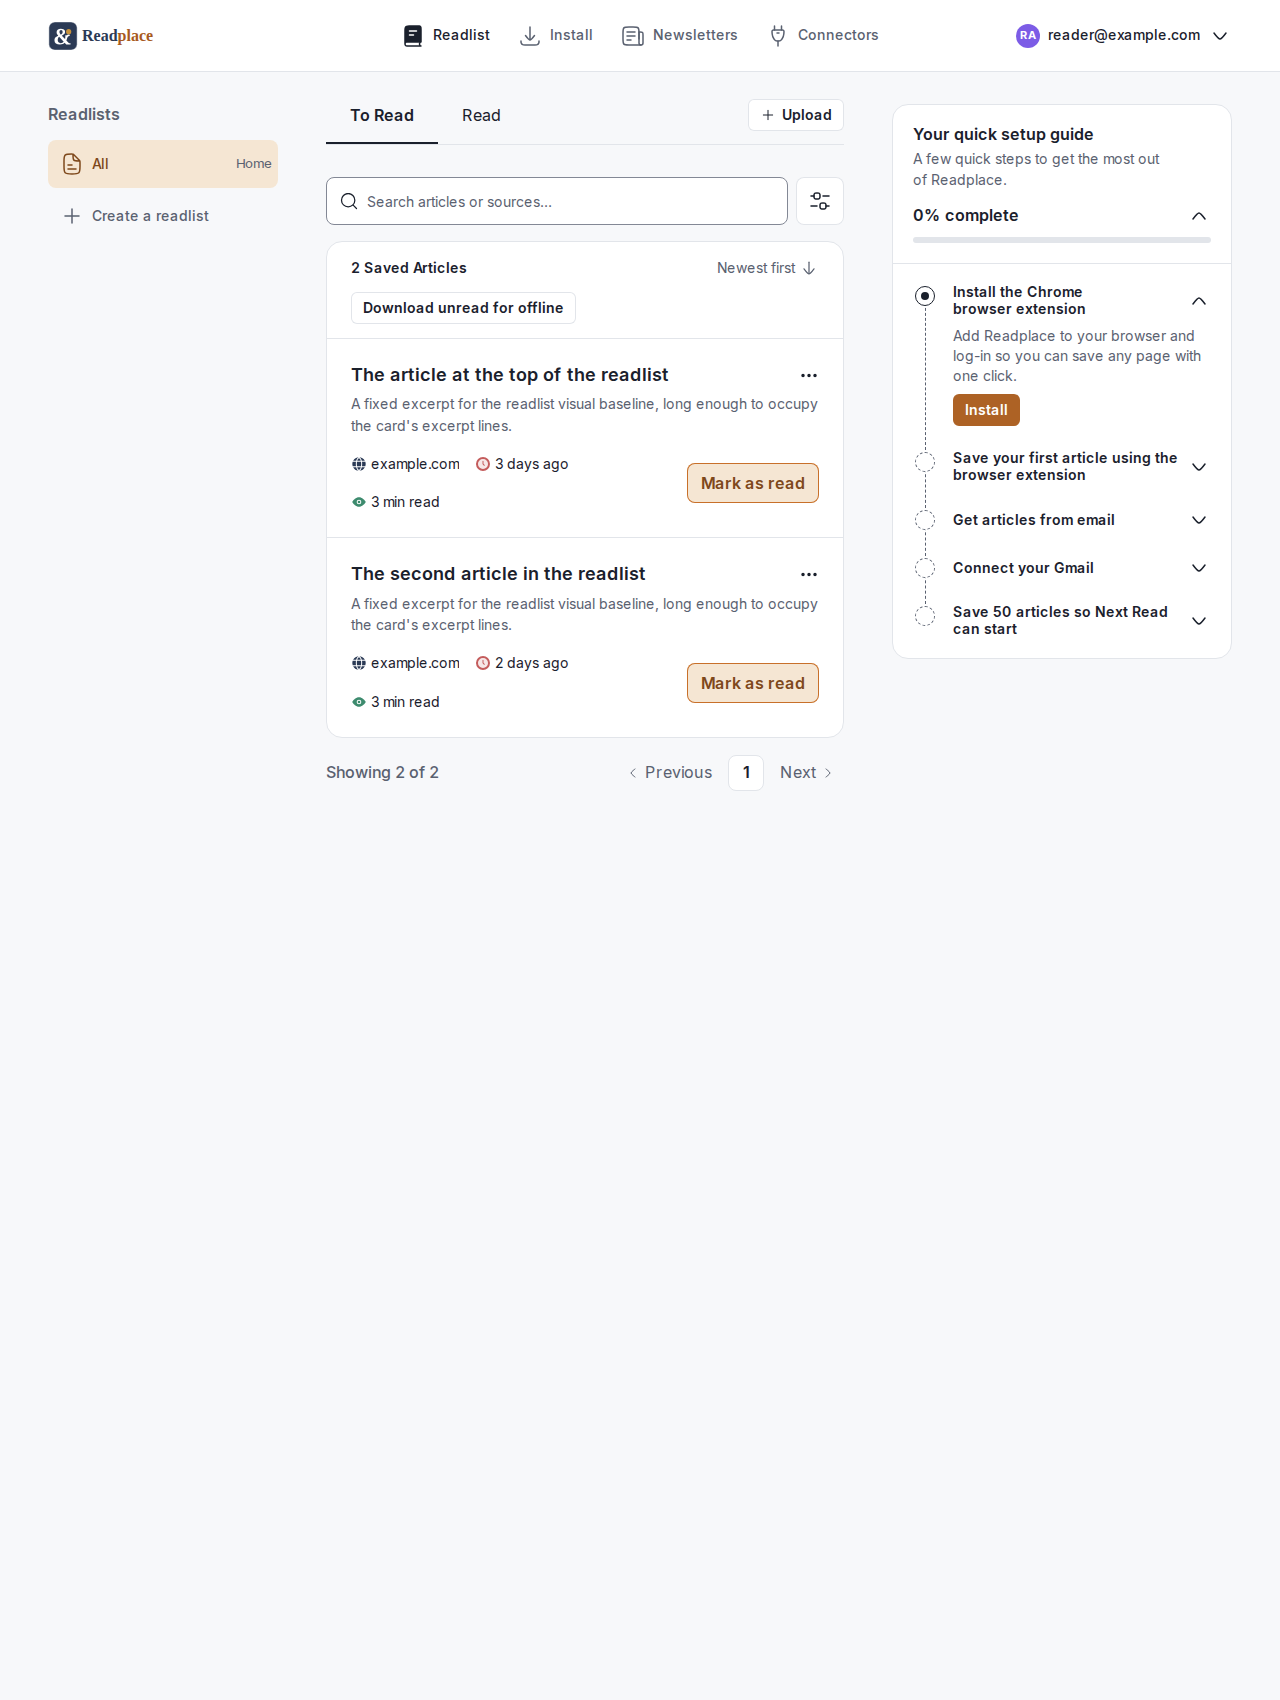 & Readplace
Readlist
Install
Newsletters
Connectors
RA
reader@example.com
Readlists
All
Home
Create a readlist
To Read
Read
+ Upload
Search articles or sources...
2 Saved Articles
Newest first
Download unread for offline
The article at the top of the readlist
A fixed excerpt for the readlist visual baseline, long enough to occupy
the card's excerpt lines.
example.com
3 days ago
3 min read
Mark as read
The second article in the readlist
A fixed excerpt for the readlist visual baseline, long enough to occupy
the card's excerpt lines.
example.com
2 days ago
3 min read
Mark as read
Showing 2 of 2
Previous
1
Next
Your quick setup guide
A few quick steps to get the most out
of Readplace.
0% complete
Install the Chrome
browser extension
Add Readplace to your browser and
log-in so you can save any page with
one click.
Install
Save your first article using the
browser extension
Get articles from email
Connect your Gmail
Save 50 articles so Next Read
can start